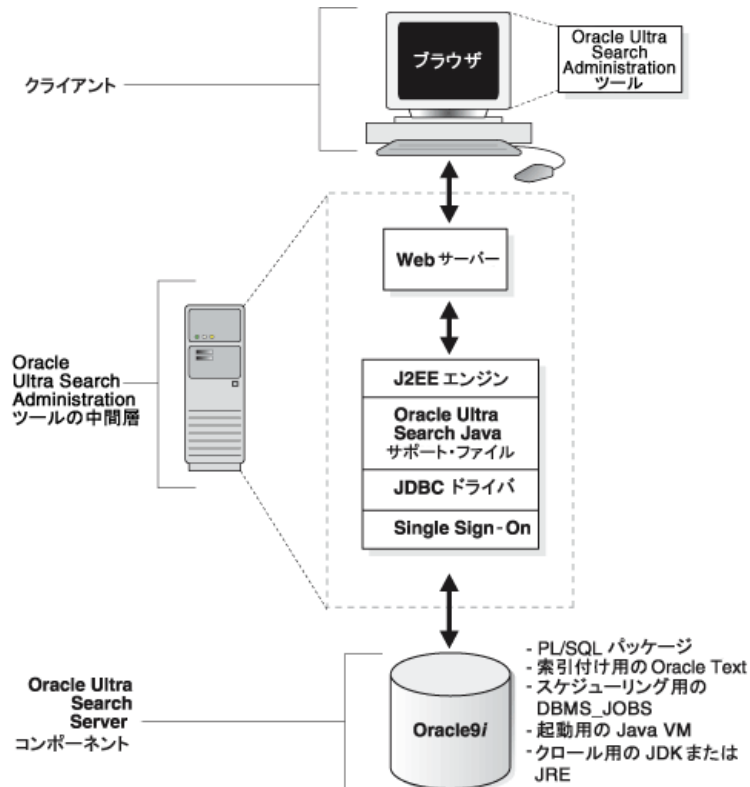 ブラウザ
Oracle Ultra
Search
Administration
ツール
クライアント
Web サーバー
Oracle
Ultra Search
Administration
ツールの中間層
J2EE エンジン
Oracle Ultra
Search Java
サポート・ファイル
JDBC ドライバ
Single Sign-On
Oracle Ultra
Search
Server
コンポーネント
Oracle9i
- PL/SQL パッケージ
- 索引付け用の Oracle Text
- スケジューリング用の
DBMS_JOBS
- 起動用の Java VM
- クロール用の JDK または
JRE